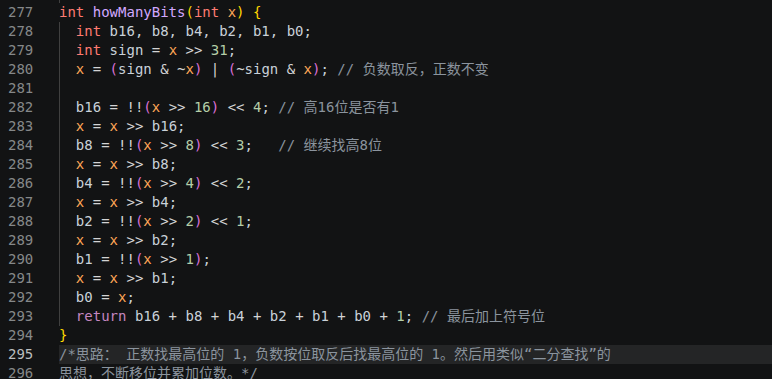 277 int howManyBits(int x) {
278 int b16, b8, b4, b2, b1, b0;
279 int sign = x >> 31;
280 x = (sign & ~x) | (~sign & x); // 负数取反，正数不变
281
282 b16 = !!(x >> 16) << 4; // 高16位是否有1
283 x = x >> b16;
284 b8 = !!(x >> 8) << 3; // 继续找高8位
285 x = x >> b8;
286 b4 = !!(x >> 4) << 2;
287 x = x >> b4;
288 b2 = !!(x >> 2) << 1;
289 x = x >> b2;
290 b1 = !!(x >> 1);
291 x = x >> b1;
292 b0 = x;
293 return b16 + b8 + b4 + b2 + b1 + b0 + 1; // 最后加上符号位
294 }
295 /*思路： 正数找最高位的 1，负数按位取反后找最高位的 1。然后用类似“二分查找”的
296 思想，不断移位并累加位数。*/